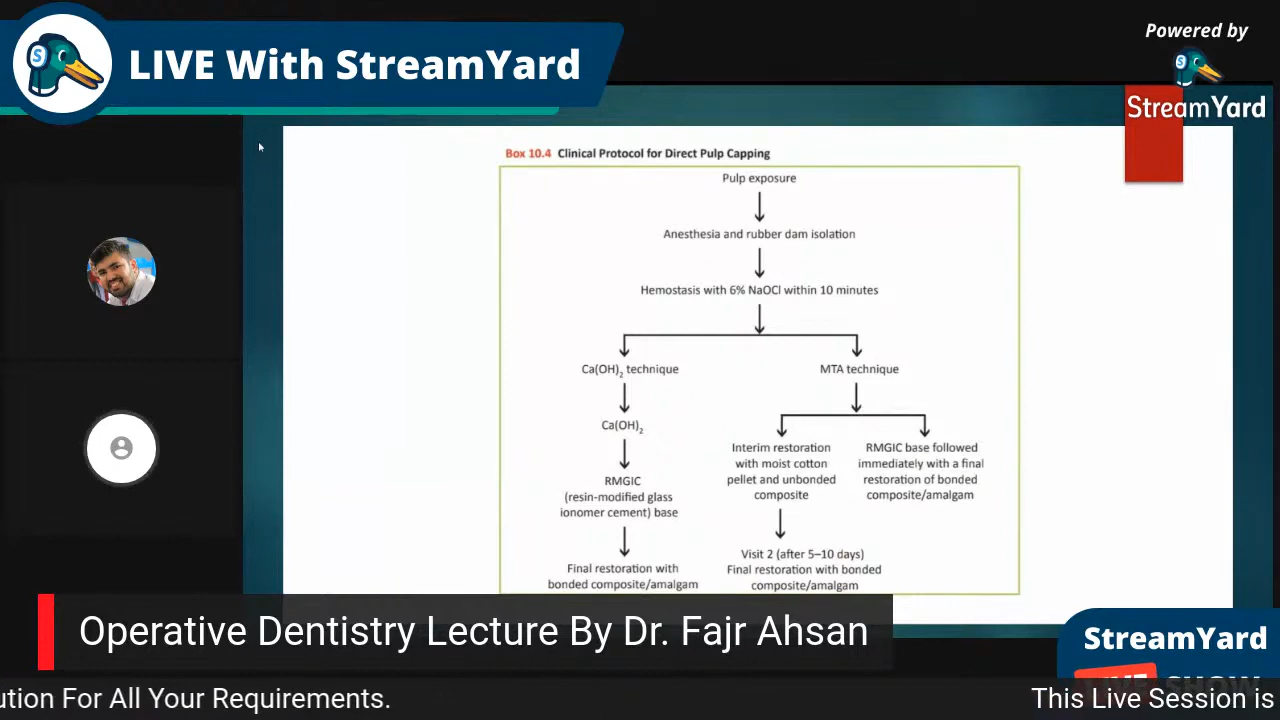 LIVE With StreamYard
Powered by
StreamYard
Box 10.4 Clinical Protocol for Direct Pulp Capping
Pulp exposure
Anesthesia and rubber dam isolation
Hemostasis with 6% NaOCl within 10 minutes
Ca(OH)2 technique
Ca(OH)2
RMGIC
(resin-modified glass
ionomer cement) base
Final restoration with
bonded composite/amalgam
MTA technique
Interim restoration
with moist cotton
pellet and unbonded
composite
Visit 2 (after 5–10 days)
Final restoration with bonded
composite/amalgam
RMGIC base followed
immediately with a final
restoration of bonded
composite/amalgam
Operative Dentistry Lecture By Dr. Fajr Ahsan
StreamYard
LIVE SHOW
ution For All Your Requirements.
This Live Session is